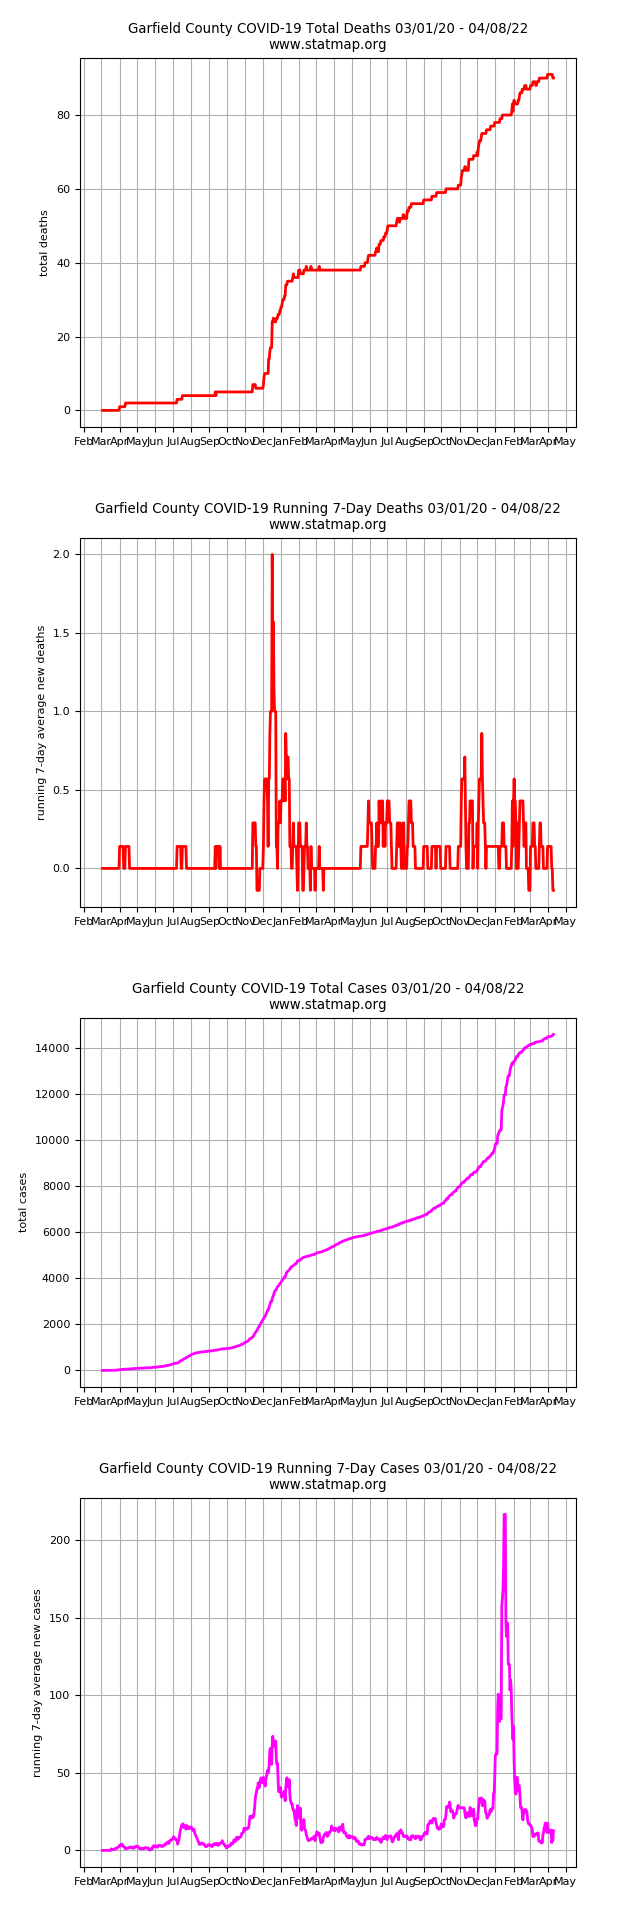 Garfield County COVID-19 Total Deaths 03/01/20 - 04/08/22
www.statmap.org
80
60
total deaths
40
20
0
Feb Mar Apr May Jun Jul Aug Sep Oct Nov Dec Jan Feb Mar Apr May Jun Jul Aug Sep Oct Nov Dec Jan Feb Mar Apr May
Garfield County COVID-19 Running 7-Day Deaths 03/01/20 - 04/08/22
www.statmap.org
2.0
1.5
running 7-day average new deaths
1.0
0.5
0.0
Feb Mar Apr May Jun Jul Aug Sep Oct Nov Dec Jan Feb Mar Apr May Jun Jul Aug Sep Oct Nov Dec Jan Feb Mar Apr May
Garfield County COVID-19 Total Cases 03/01/20 - 04/08/22
www.statmap.org
14000
12000
10000
8000
total cases
6000
4000
2000
0
Feb Mar Apr May Jun Jul Aug Sep Oct Nov Dec Jan Feb Mar Apr May Jun Jul Aug Sep Oct Nov Dec Jan Feb Mar Apr May
Garfield County COVID-19 Running 7-Day Cases 03/01/20 - 04/08/22
www.statmap.org
200
150
running 7-day average new cases
100
50
0
Feb Mar Apr May Jun Jul Aug Sep Oct Nov Dec Jan Feb Mar Apr May Jun Jul Aug Sep Oct Nov Dec Jan Feb Mar Apr May